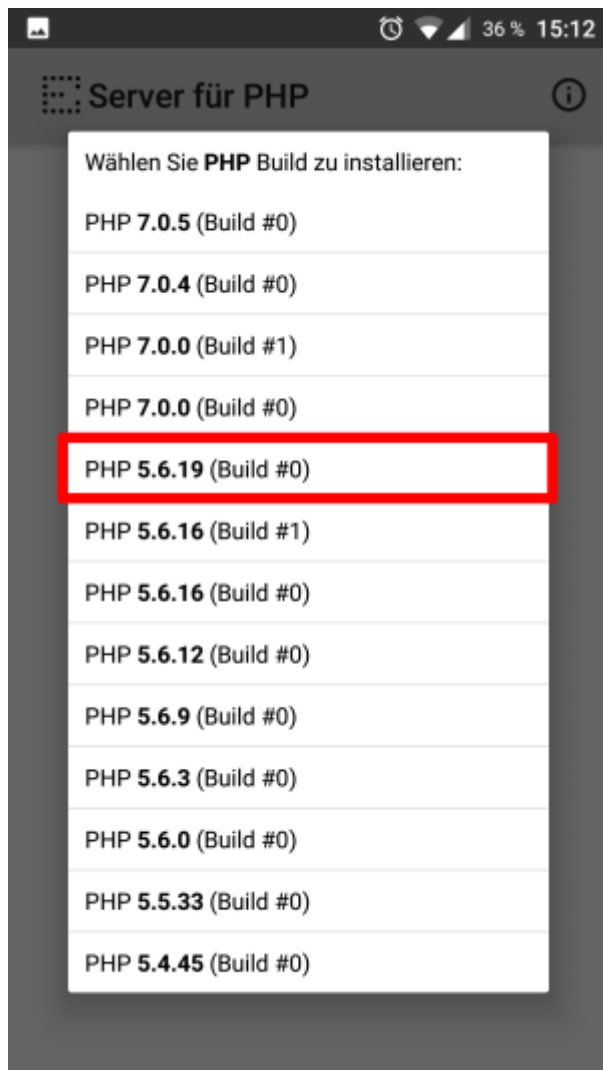 36 % 15:12
Server für PHP
Wählen Sie PHP Build zu installieren:
PHP 7.0.5 (Build #0)
PHP 7.0.4 (Build #0)
PHP 7.0.0 (Build #1)
PHP 7.0.0 (Build #0)
PHP 5.6.19 (Build #0)
PHP 5.6.16 (Build #1)
PHP 5.6.16 (Build #0)
PHP 5.6.12 (Build #0)
PHP 5.6.9 (Build #0)
PHP 5.6.3 (Build #0)
PHP 5.6.0 (Build #0)
PHP 5.5.33 (Build #0)
PHP 5.4.45 (Build #0)